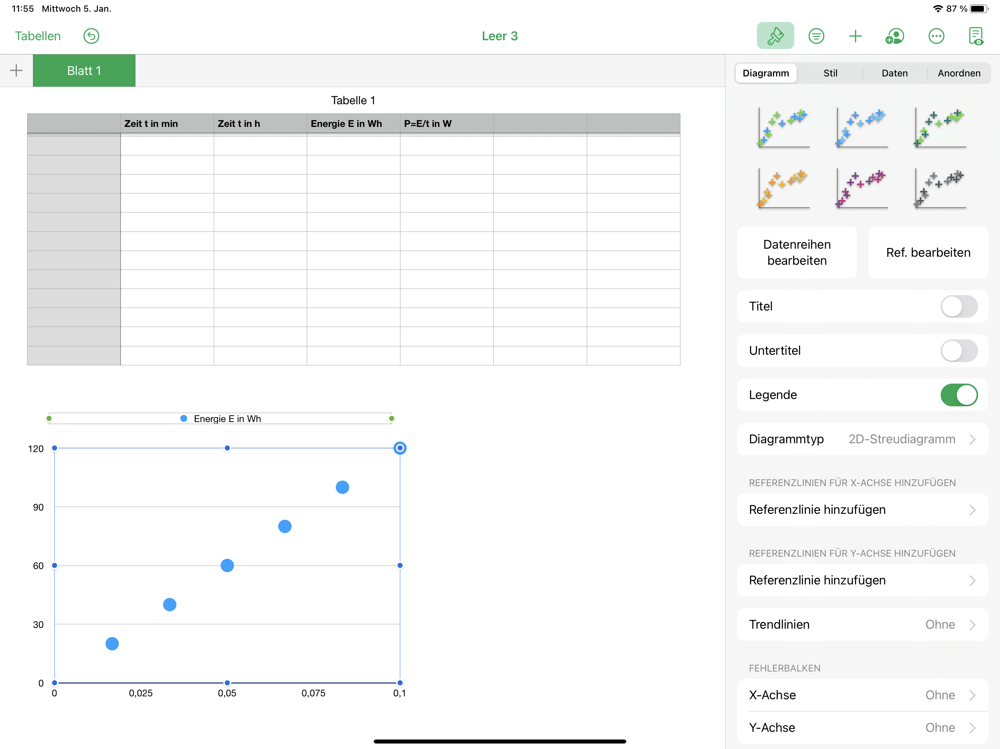 11:55 Mittwoch 5. Jan.
87 %
Tabellen
Leer 3
Blatt 1
Diagramm
Stil
Daten
Anordnen
Tabelle 1
Zeit t in min
Zeit t in h
Energie E in Wh
P=E/t in W
Datenreihen
bearbeiten
Ref. bearbeiten
Titel
Untertitel
Legende
Diagrammtyp 2D-Streudiagramm
REFERENZLINIEN FÜR X-ACHSE HINZUFÜGEN
Referenzlinie hinzufügen
REFERENZLINIEN FÜR Y-ACHSE HINZUFÜGEN
Referenzlinie hinzufügen
Trendlinien Ohne
FEHLERBALKEN
X-Achse Ohne
Y-Achse Ohne
Energie E in Wh
120
90
60
30
0
0 0,025 0,05 0,075 0,1